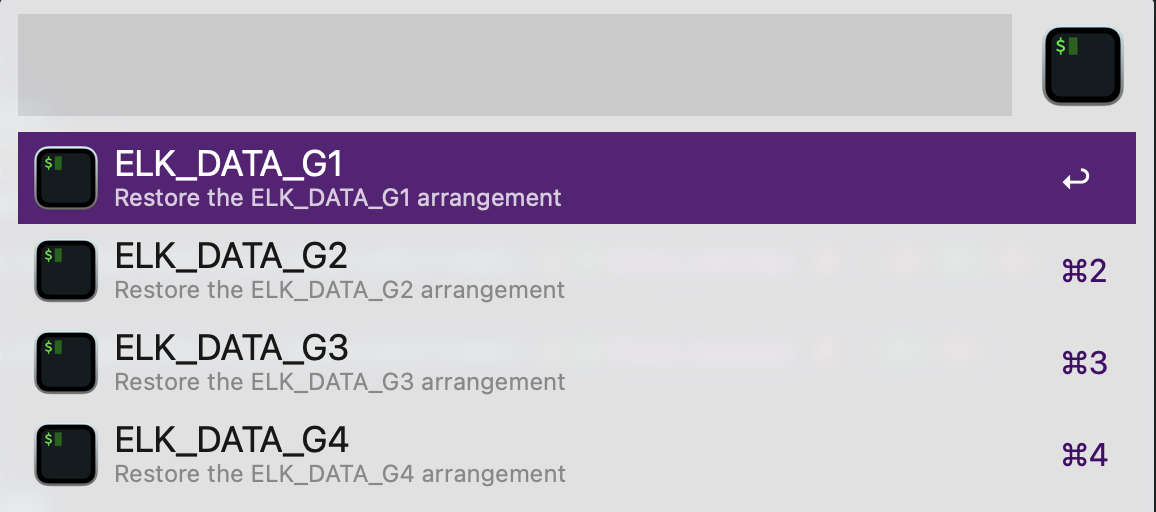 $
ELK_DATA_G1
Restore the ELK_DATA_G1 arrangement
$
ELK_DATA_G2
Restore the ELK_DATA_G2 arrangement
⌘2
$
ELK_DATA_G3
Restore the ELK_DATA_G3 arrangement
⌘3
$
ELK_DATA_G4
Restore the ELK_DATA_G4 arrangement
⌘4
$